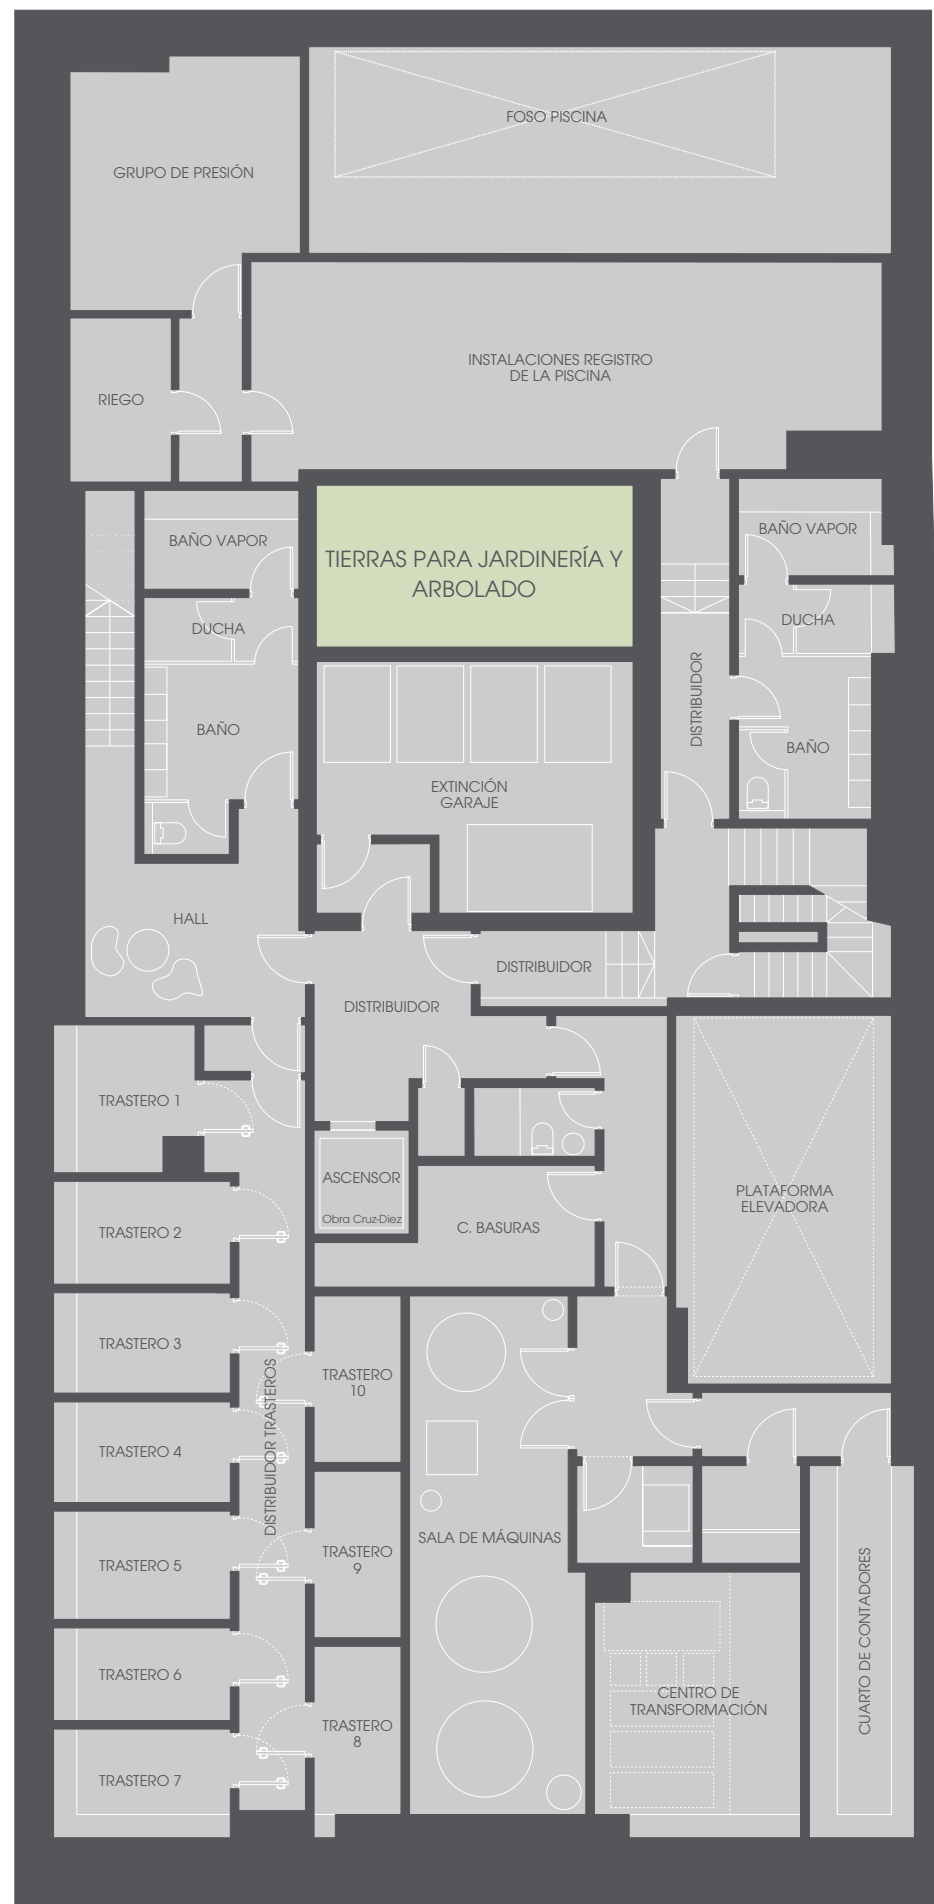 FOSO PISCINA
GRUPO DE PRESIÓN
INSTALACIONES REGISTRO
DE LA PISCINA
RIEGO
BAÑO VAPOR
TIERRAS PARA JARDINERÍA Y
ARBOLADO
BAÑO VAPOR
DUCHA
DUCHA
DISTRIBUIDOR
BAÑO
BAÑO
EXTINCIÓN
GARAJE
HALL
DISTRIBUIDOR
DISTRIBUIDOR
TRASTERO 1
ASCENSOR
Obra Cruz-Diez
PLATAFORMA
ELEVADORA
C. BASURAS
TRASTERO 2
TRASTERO 3
TRASTERO
10
DISTRIBUIDOR TRASTEROS
TRASTERO 4
SALA DE MÁQUINAS
TRASTERO 5
TRASTERO
9
CUARTO DE CONTADORES
TRASTERO 6
CENTRO DE
TRANSFORMACIÓN
TRASTERO
8
TRASTERO 7